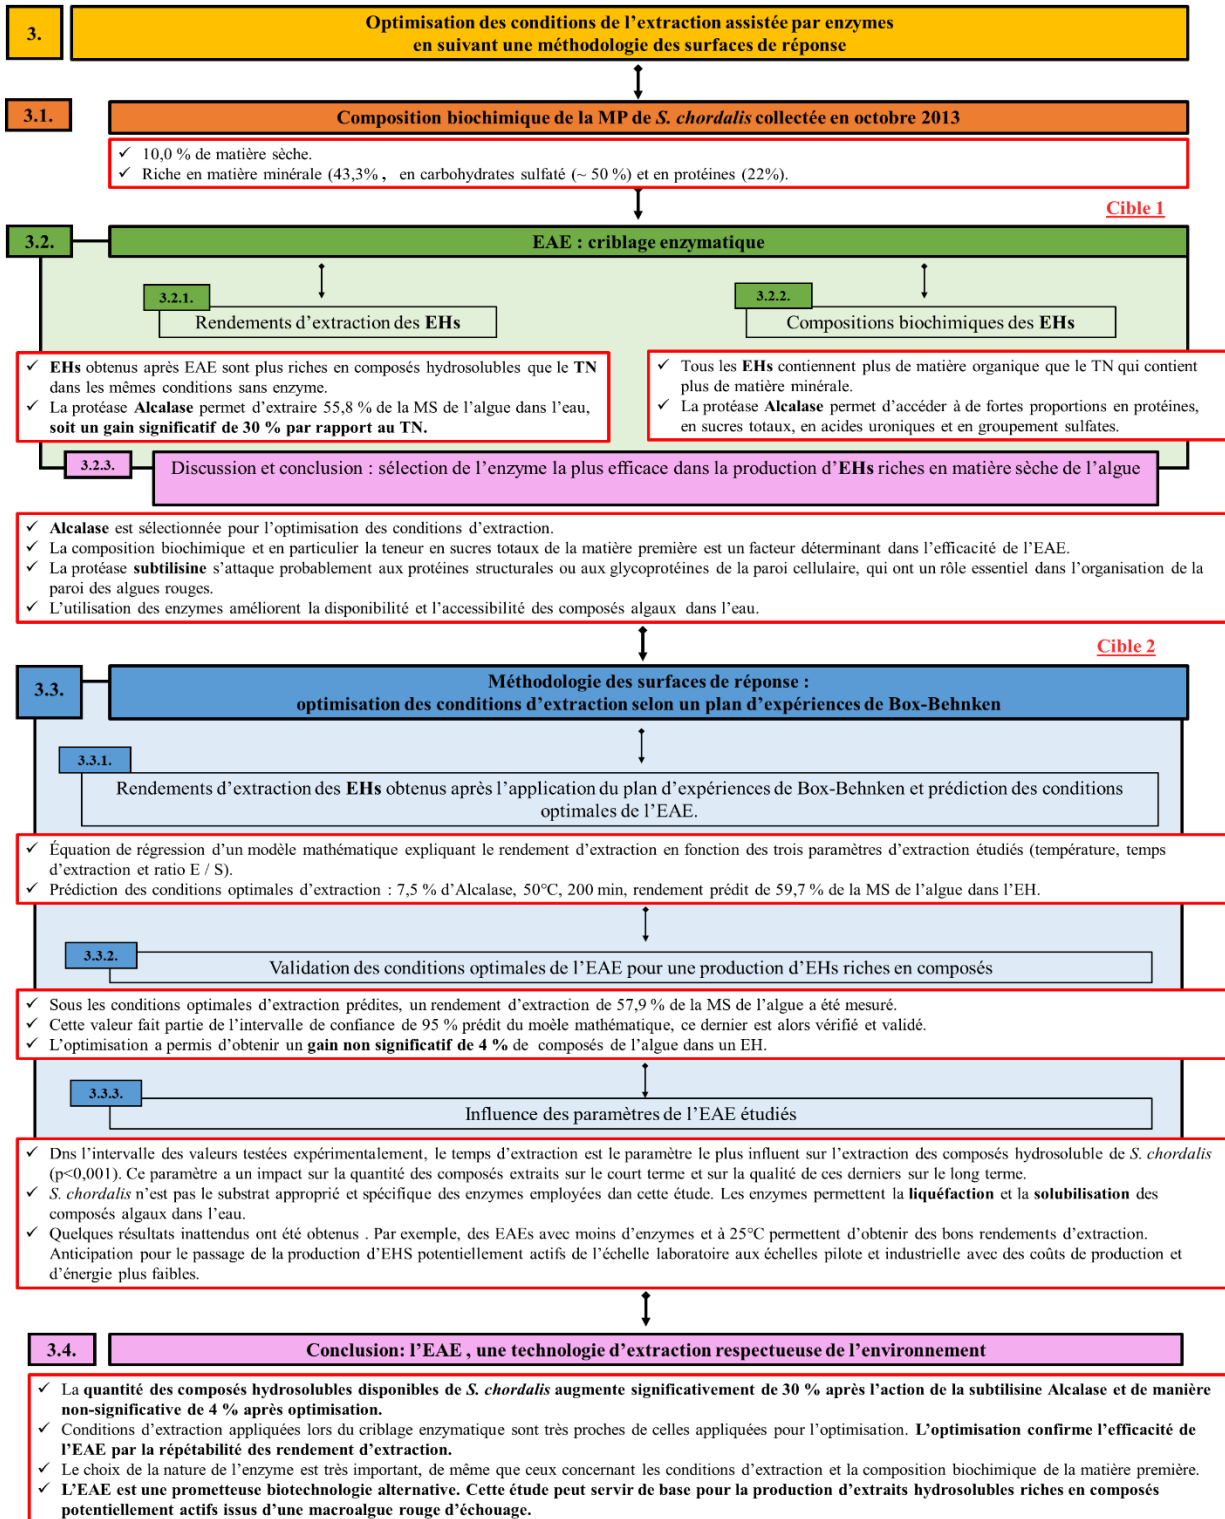 3.
Optimisation des conditions de l'extraction assistée par enzymes
en suivant une méthodologie des surfaces de réponse
3.1.
Composition biochimique de la MP de S. chordalis collectée en octobre 2013
✓ 10,0 % de matière sèche.
✓ Riche en matière minérale (43,3% , en carbohydrates sulfaté (~ 50 %) et en protéines (22%).
Cible 1
3.2.
EAE : criblage enzymatique
3.2.1.
Rendements d'extraction des EHs
3.2.2.
Compositions biochimiques des EHs
✓ EHs obtenus après EAE sont plus riches en composés hydrosolubles que le TN
dans les mêmes conditions sans enzyme.
✓ La protéase Alcalase permet d'extraire 55,8 % de la MS de l'algue dans l'eau,
soit un gain significatif de 30 % par rapport au TN.
✓ Tous les EHs contiennent plus de matière organique que le TN qui contient
plus de matière minérale.
✓ La protéase Alcalase permet d'accéder à de fortes proportions en protéines,
en sucres totaux, en acides uroniques et en groupement sulfates.
3.2.3.
Discussion et conclusion : sélection de l'enzyme la plus efficace dans la production d'EHs riches en matière sèche de l'algue
✓ Alcalase est sélectionnée pour l'optimisation des conditions d'extraction.
✓ La composition biochimique et en particulier la teneur en sucres totaux de la matière première est un facteur déterminant dans l'efficacité de l'EAE.
✓ La protéase subtilisine s'attaque probablement aux protéines structurales ou aux glycoprotéines de la paroi cellulaire, qui ont un rôle essentiel dans l'organisation de la
paroi des algues rouges.
✓ L'utilisation des enzymes améliorent la disponibilité et l'accessibilité des composés algaux dans l'eau.
Cible 2
3.3.
Méthodologie des surfaces de réponse :
optimisation des conditions d'extraction selon un plan d'expériences de Box-Behnken
3.3.1.
Rendements d'extraction des EHs obtenus après l'application du plan d'expériences de Box-Behnken et prédiction des conditions
optimales de l'EAE.
✓ Équation de régression d'un modèle mathématique expliquant le rendement d'extraction en fonction des trois paramètres d'extraction étudiés (température, temps
d'extraction et ratio E / S).
✓ Prédiction des conditions optimales d'extraction : 7,5 % d'Alcalase, 50°C, 200 min, rendement prédit de 59,7 % de la MS de l'algue dans l'EH.
3.3.2.
Validation des conditions optimales de l'EAE pour une production d'EHs riches en composés
✓ Sous les conditions optimales d'extraction prédites, un rendement d'extraction de 57,9 % de la MS de l'algue a été mesuré.
✓ Cette valeur fait partie de l'intervalle de confiance de 95 % prédit du moèle mathématique, ce dernier est alors vérifié et validé.
✓ L'optimisation a permis d'obtenir un gain non significatif de 4 % de composés de l'algue dans un EH.
3.3.3.
Influence des paramètres de l'EAE étudiés
✓ Dns l'intervalle des valeurs testées expérimentalement, le temps d'extraction est le paramètre le plus influent sur l'extraction des composés hydrosoluble de S. chordalis
(p<0,001). Ce paramètre a un impact sur la quantité des composés extraits sur le court terme et sur la qualité de ces derniers sur le long terme.
✓ S. chordalis n'est pas le substrat approprié et spécifique des enzymes employées dan cette étude. Les enzymes permettent la liquéfaction et la solubilisation des
composés algaux dans l'eau.
✓ Quelques résultats inattendus ont été obtenus . Par exemple, des EAEs avec moins d'enzymes et à 25°C permettent d'obtenir des bons rendements d'extraction.
Anticipation pour le passage de la production d'EHS potentiellement actifs de l'échelle laboratoire aux échelles pilote et industrielle avec des coûts de production et
d'énergie plus faibles.
3.4.
Conclusion: l'EAE , une technologie d'extraction respectueuse de l'environnement
✓ La quantité des composés hydrosolubles disponibles de S. chordalis augmente significativement de 30 % après l'action de la subtilisine Alcalase et de manière
non-significative de 4 % après optimisation.
✓ Conditions d'extraction appliquées lors du criblage enzymatique sont très proches de celles appliquées pour l'optimisation. L'optimisation confirme l'efficacité de
l'EAE par la répétabilité des rendement d'extraction.
✓ Le choix de la nature de l'enzyme est très important, de même que ceux concernant les conditions d'extraction et la composition biochimique de la matière première.
✓ L'EAE est une prometteuse biotechnologie alternative. Cette étude peut servir de base pour la production d'extraits hydrosolubles riches en composés
potentiellement actifs issus d'une macroalgue rouge d'échouage.